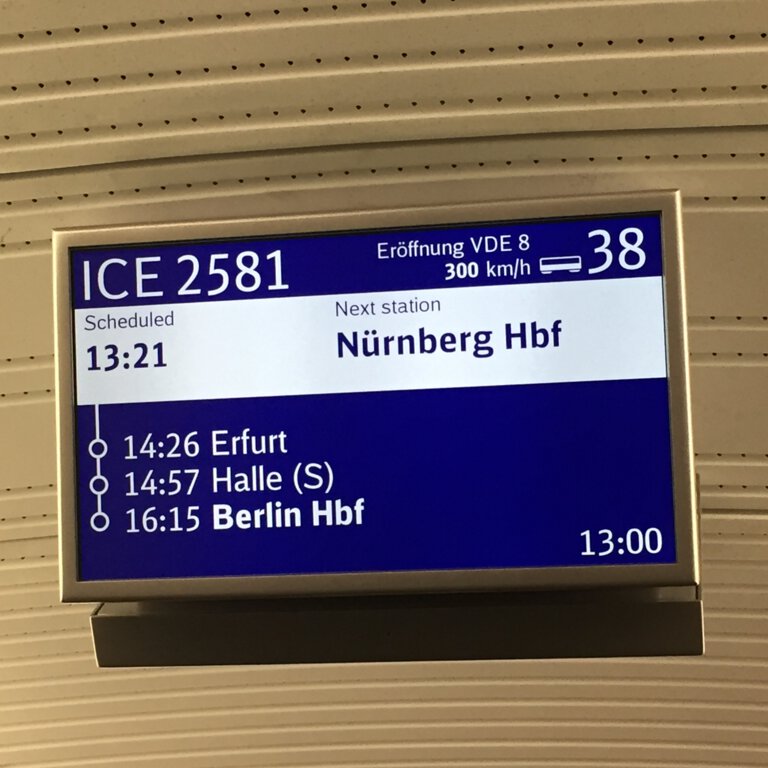 ICE 2581
Eröffnung VDE 8
300 km/h
38
Scheduled
13:21
Next station
Nürnberg Hbf
14:26 Erfurt
14:57 Halle (S)
16:15 Berlin Hbf
13:00